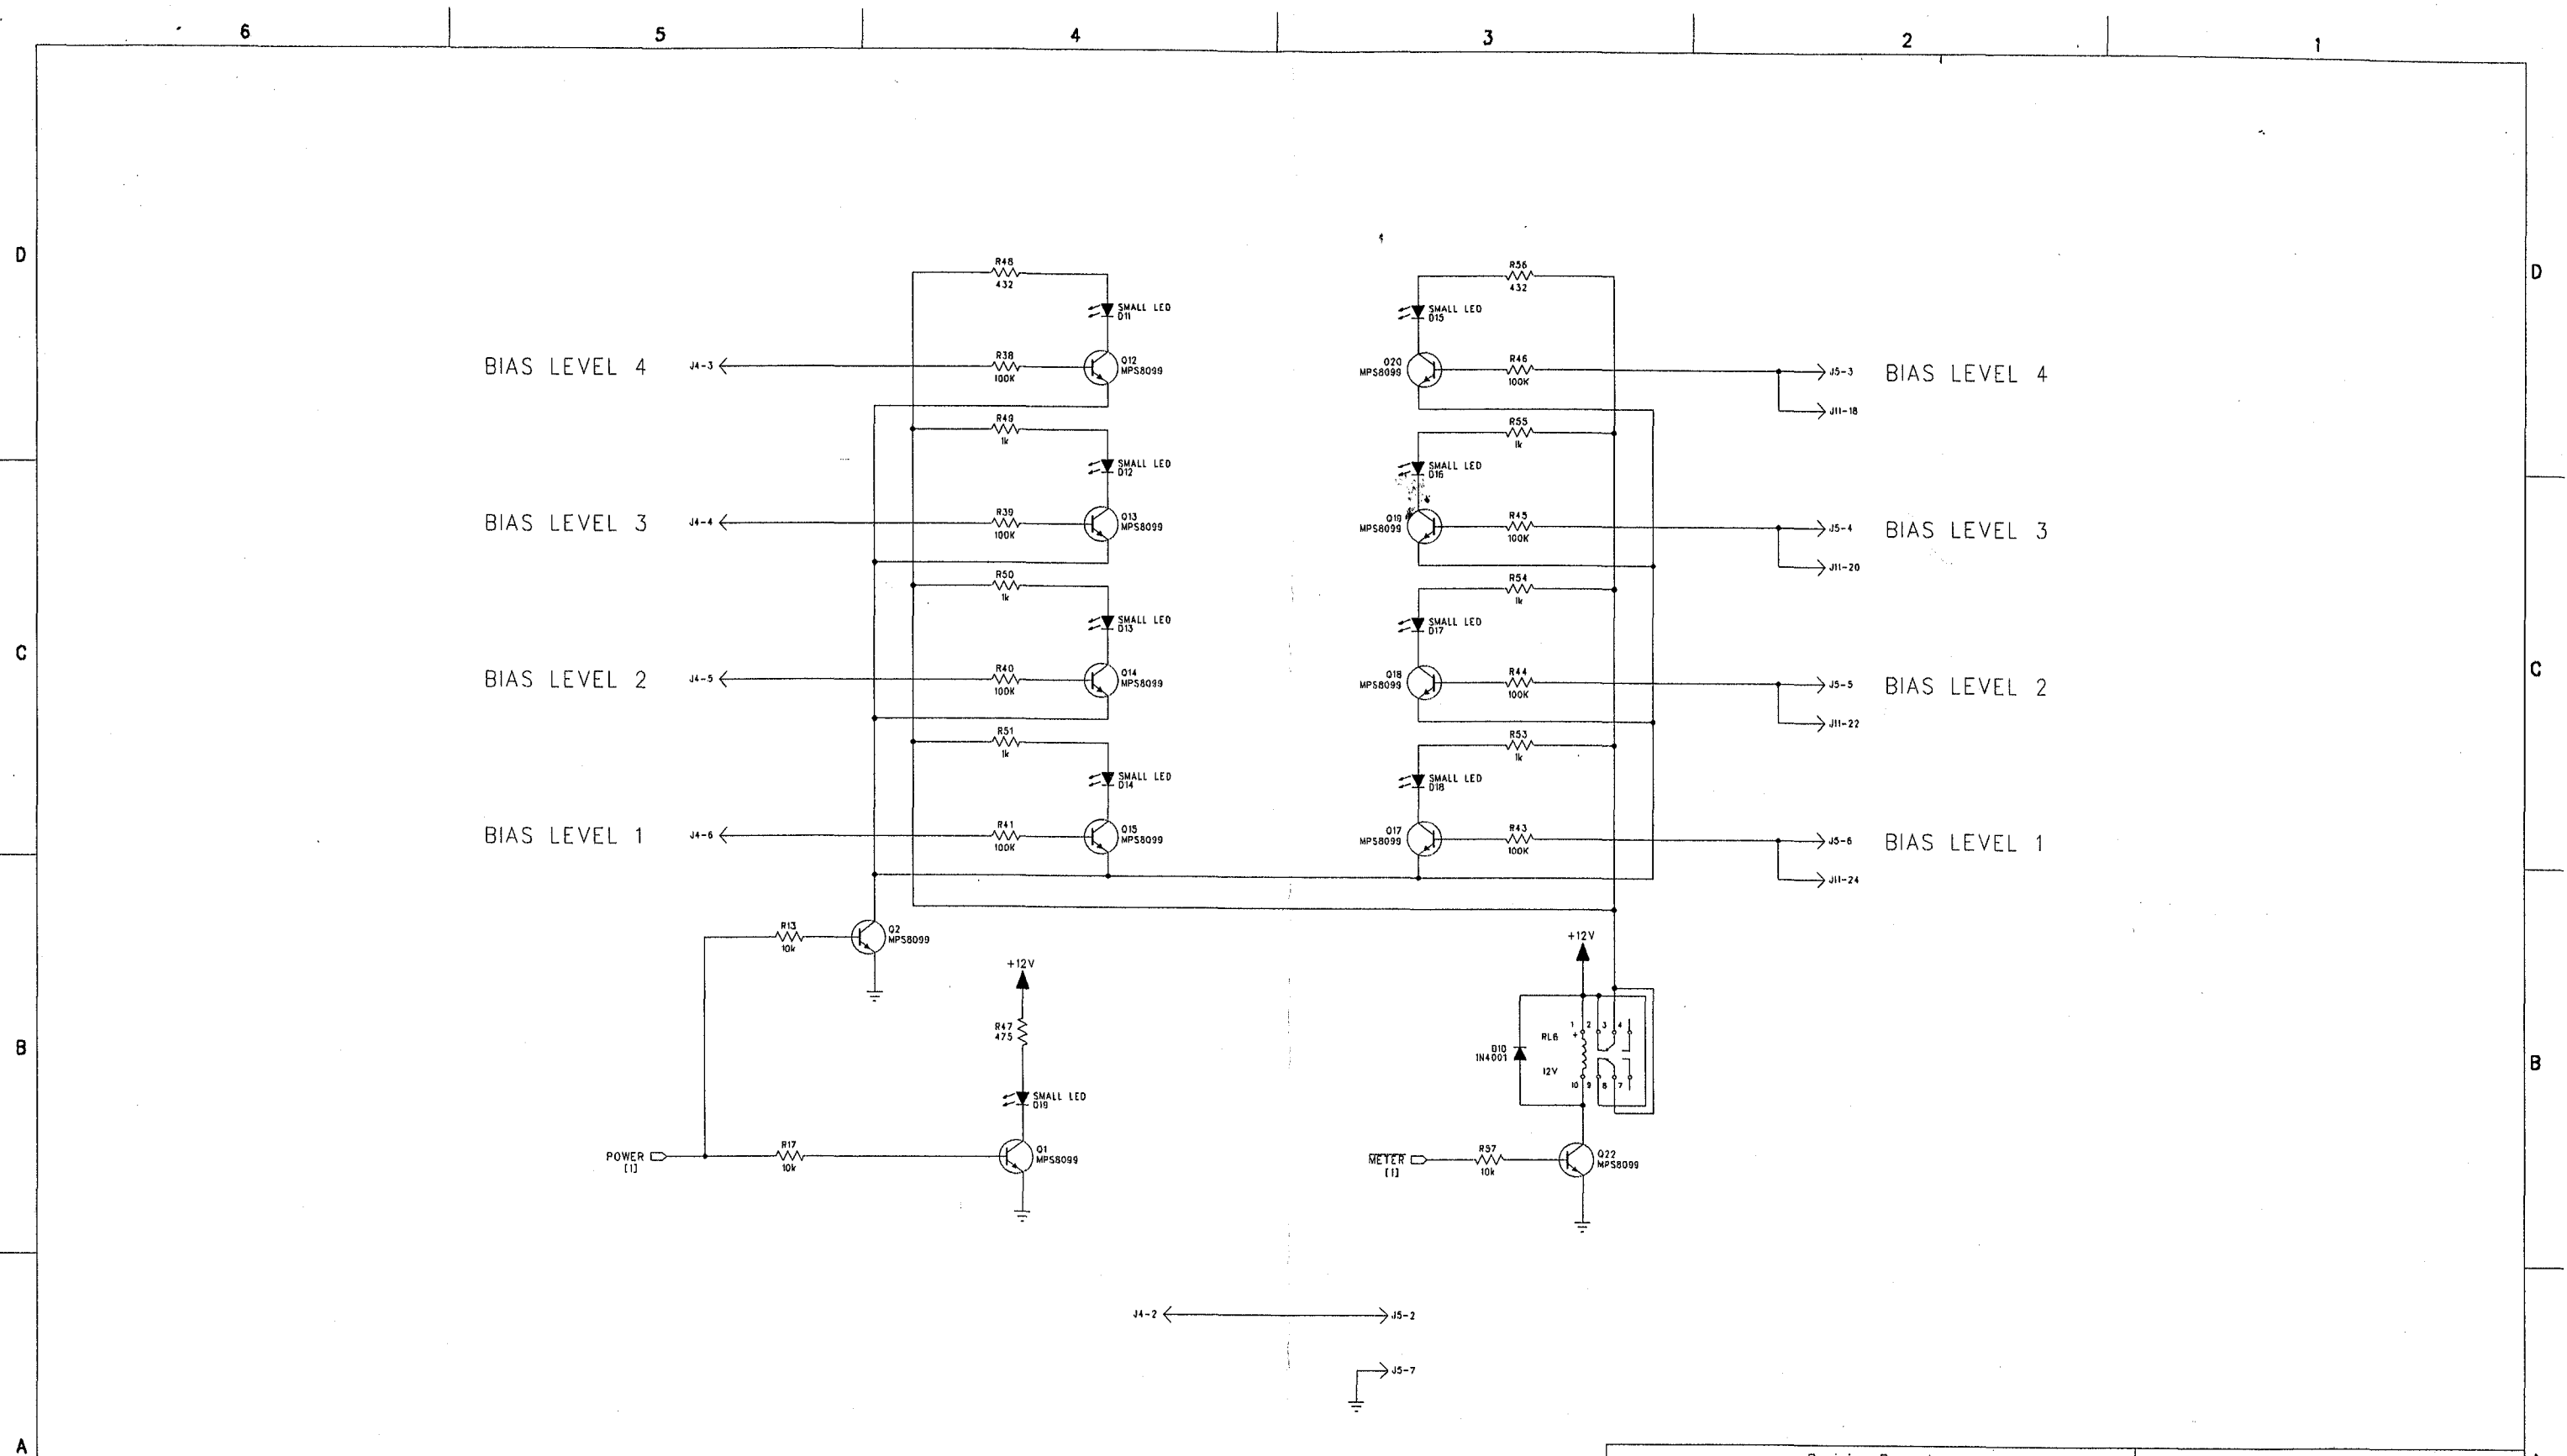 6 5 4 3 2 1
D D
R48
432
R56
432
SMALL LED
D11
SMALL LED
D15
BIAS LEVEL 4 J4-3
R38
100K
Q12
MPS8099
Q20
MPS8099
R46
100K
J5-3 BIAS LEVEL 4
J11-18
R49
1k
R55
1k
SMALL LED
D12
SMALL LED
D16
BIAS LEVEL 3 J4-4
R39
100K
Q13
MPS8099
Q19
MPS8099
R45
100K
J5-4 BIAS LEVEL 3
J11-20
R50
1k
R54
1k
SMALL LED
D13
SMALL LED
D17
C C
BIAS LEVEL 2 J4-5
R40
100K
Q14
MPS8099
Q18
MPS8099
R44
100K
J5-5 BIAS LEVEL 2
J11-22
R51
1k
R53
1k
SMALL LED
D14
SMALL LED
D18
BIAS LEVEL 1 J4-6
R41
100K
Q15
MPS8099
Q17
MPS8099
R43
100K
J5-6 BIAS LEVEL 1
J11-24
R13
10k
Q2
MPS8099
+12V
+12V
R47
475
B B
1 2 3 4
+
RL6
D10
1N4001
12V
10 9 8 7
SMALL LED
D19
POWER
[1]
R17
10k
Q1
MPS8099
METER
[1]
R57
10k
Q22
MPS8099
J4-2 J5-2
J5-7
A